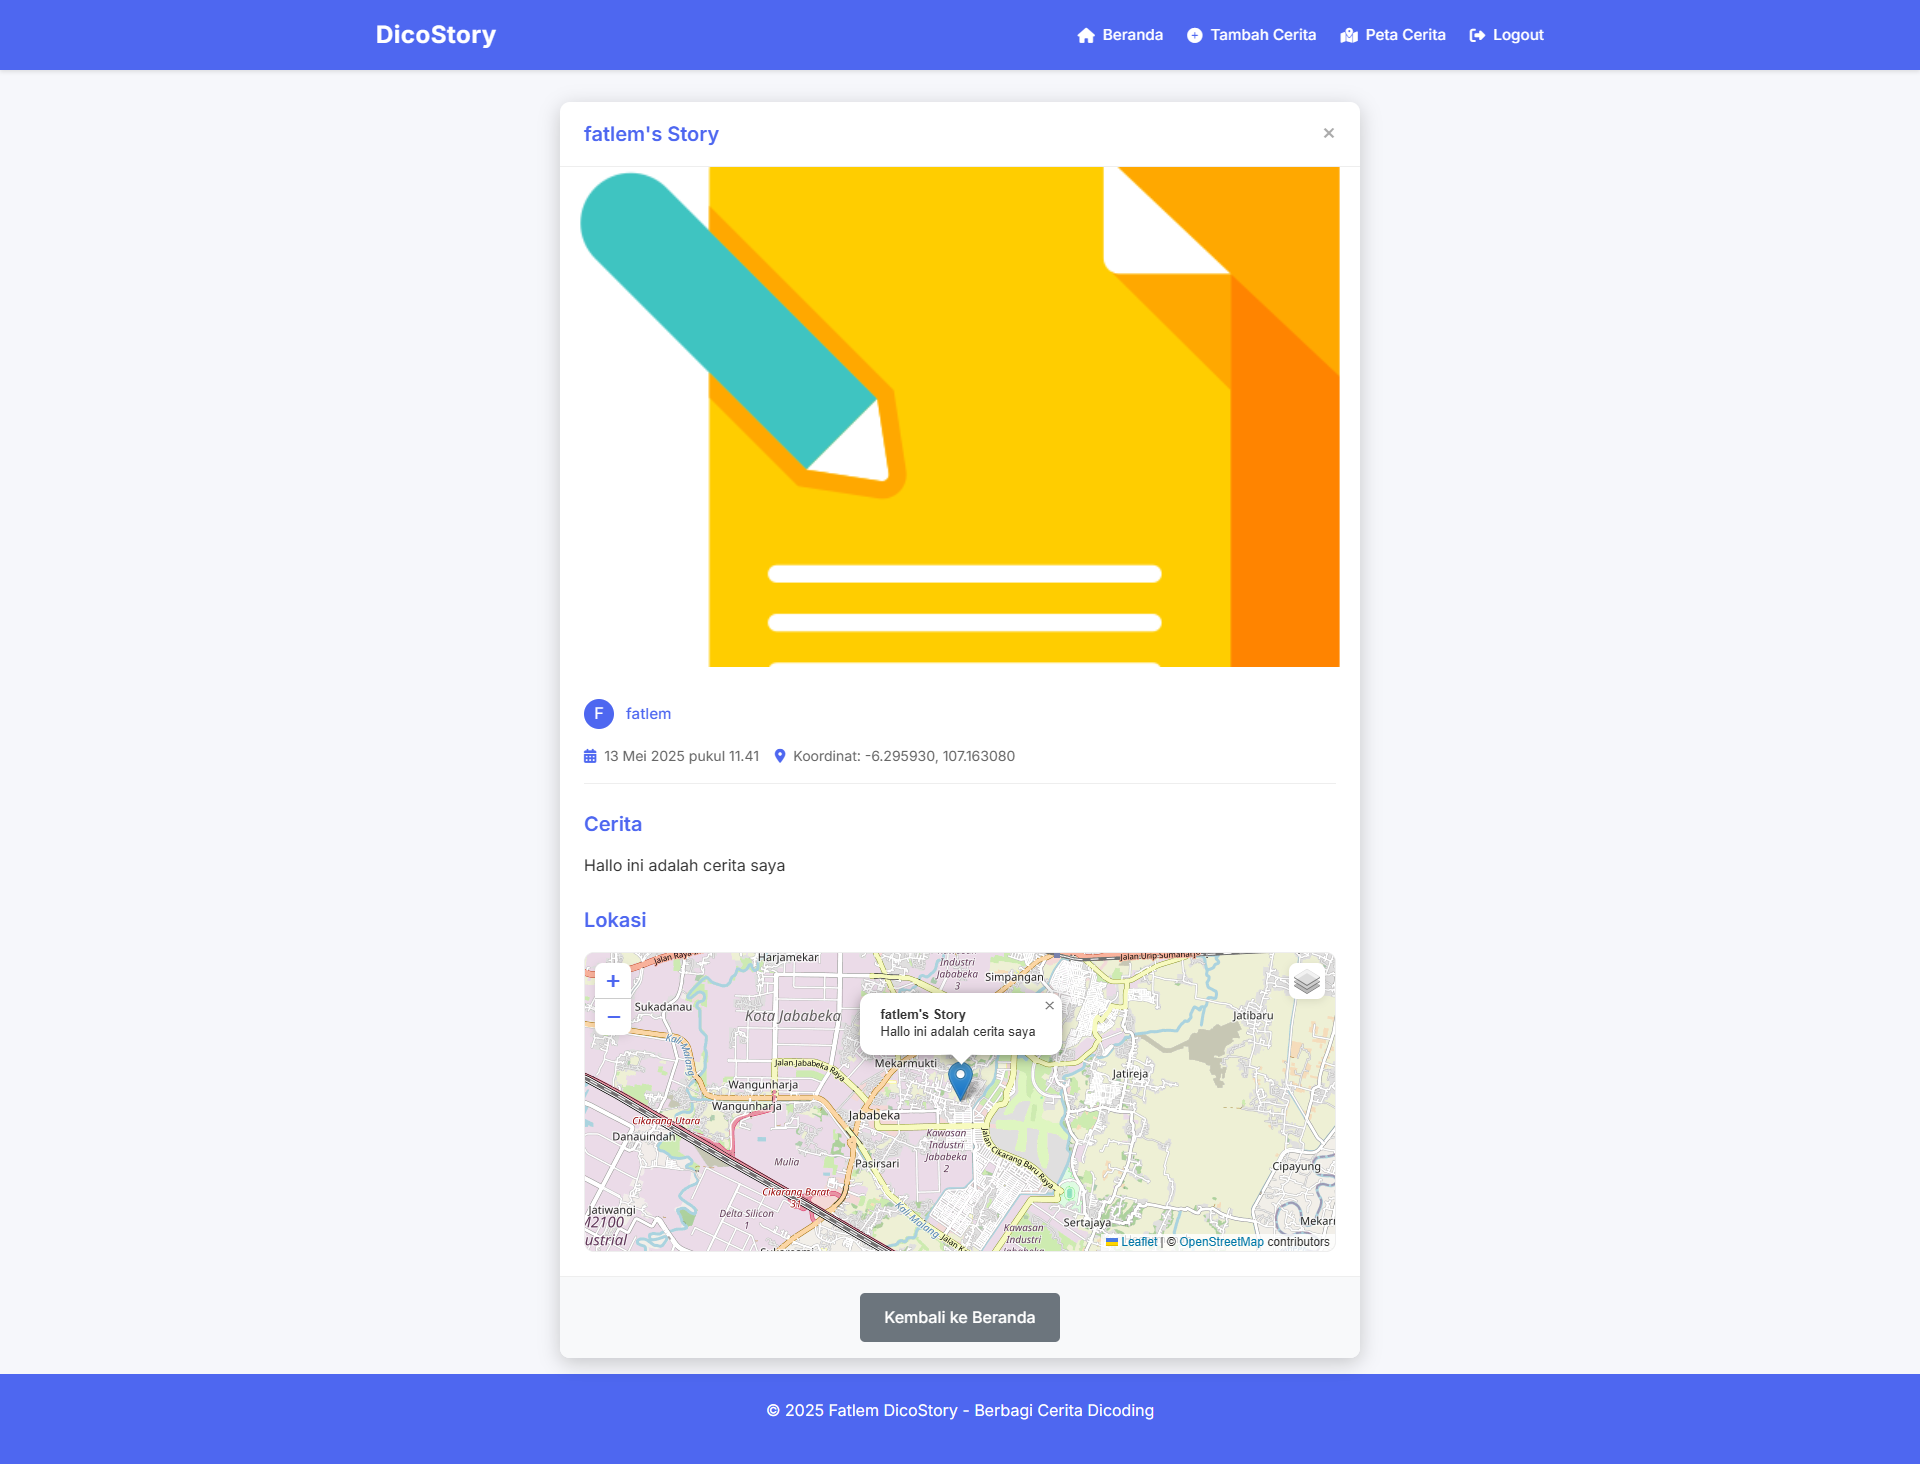 DicoStory
Beranda
Tambah Cerita
Peta Cerita
Logout
fatlem's Story
×
F
fatlem
13 Mei 2025 pukul 11.41
Koordinat: -6.295930, 107.163080
Cerita
Hallo ini adalah cerita saya
Lokasi
+
−
Jalan Raya
Harjamekar
Industri
Jababeka
3
Simpangan
Jalan Urip Sumoharjo
Sukadanau
Kota Jababeka
Jatibaru
fatlem's Story
Hallo ini adalah cerita saya
×
Kali Malang
Jalan Jababeka Raya
Mekarmukti
Jatireja
Wangunharja
Wangunharja
Jababeka
Cikarang Utara
Danauindah
Kawasan
Industri
Jababeka
2
Jalan Cikarang Baru Raya
Mulia
Pasirsari
Cipayung
Cikarang Barat
31
Jatiwangi
Delta Silicon
1
Kali Malang
M2100
ustrial
Kawasan
Industri
Sertajaya
Leaflet | © OpenStreetMap contributors
Kembali ke Beranda
© 2025 Fatlem DicoStory - Berbagi Cerita Dicoding